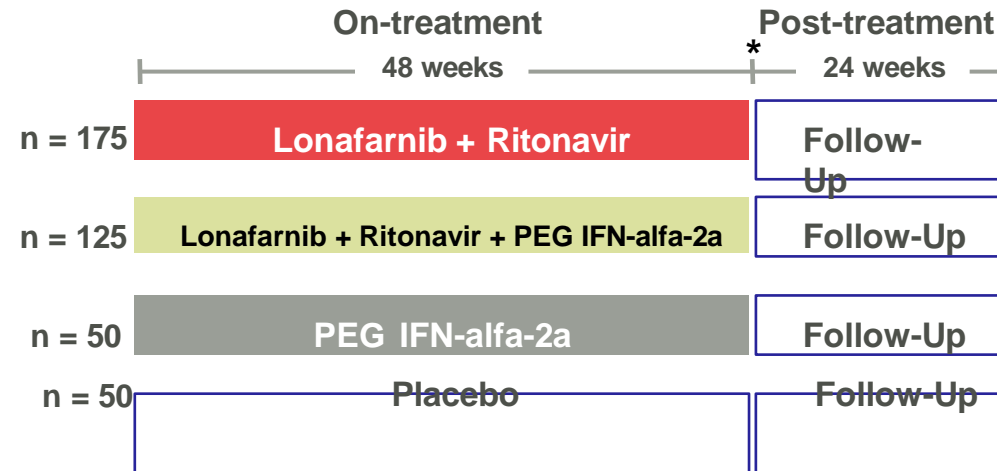 On-treatment
Post-treatment
*
48 weeks
24 weeks
n = 175
Lonafarnib + Ritonavir
Follow-
Up
n = 125
Lonafarnib + Ritonavir + PEG IFN-alfa-2a
Follow-Up
n = 50
PEG IFN-alfa-2a
Follow-Up
n = 50
Placebo
Follow-Up